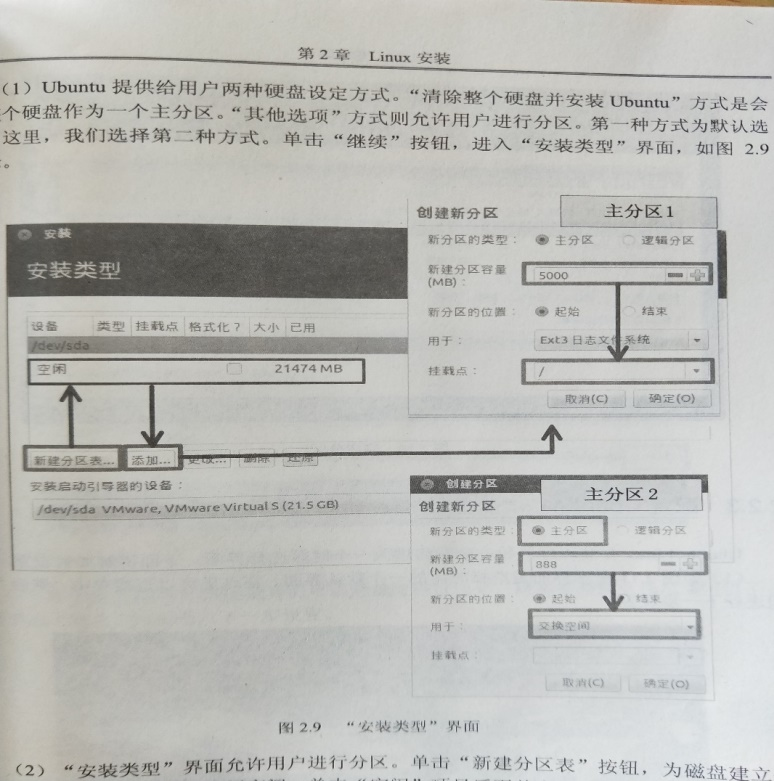 第 2 章 Linux 安装
(1) Ubuntu 提供给用户两种硬盘设定方式。“清除整个硬盘并安装 Ubuntu” 方式是会
个硬盘作为一个主分区。“其他选项” 方式则允许用户进行分区。第一种方式为默认选
这里，我们选择第二种方式。单击 “继续” 按钮，进入 “安装类型” 界面，如图 2.9
。
安装
安装类型
设备 类型 挂载点 格式化？ 大小 已用
/dev/sda
空闲 21474 MB
新建分区表... 添加... 更改... 删除 还原
安装启动引导器的设备：
/dev/sda VMware, VMware Virtual S (21.5 GB)
创建新分区 主分区1
新分区的类型： 主分区 逻辑分区
新建分区容量
(MB)：
5000
新分区的位置： 起始 结束
用于： Ext3 日志文件系统
挂载点： /
取消(C) 确定(O)
创建分区
主分区 2
创建新分区
新分区的类型： 主分区 逻辑分区
新建分区容量
(MB)：
888
新分区的位置： 起始 结束
用于： 交换空间
挂载点：
取消(C) 确定(O)
图 2.9 “安装类型” 界面
(2) “安装类型” 界面允许用户进行分区。单击 “新建分区表” 按钮，为磁盘建立